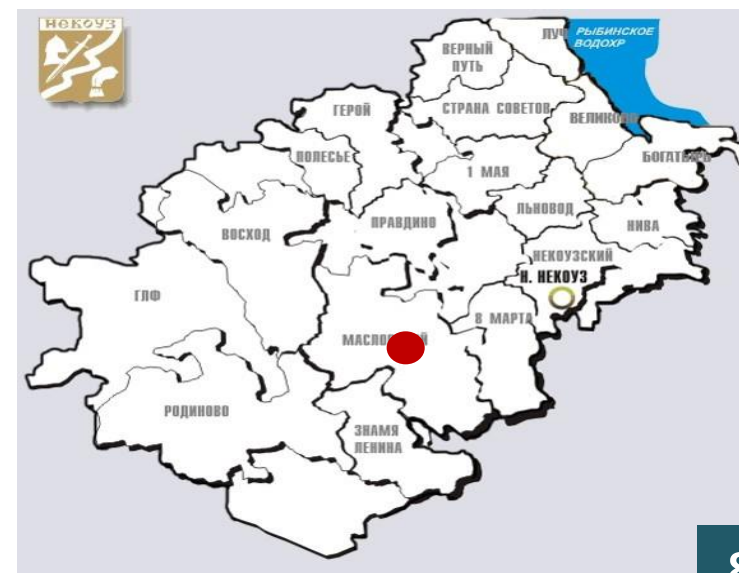 НЕКОУЗ
ЛУЧ
РЫБИНСКОЕ
ВОДОХР
ВЕРНЫЙ
ПУТЬ
ГЕРОЙ
СТРАНА СОВЕТОВ
ВЕЛИКОВО
ПОЛЕСЬЕ
1 МАЯ
БОГАТЫРЬ
ЛЬНОВОД
ПРАВДИНО
НИВА
ВОСХОД
НЕКОУЗСКИЙ
Н. НЕКОУЗ
ГЛФ
8 МАРТА
РОДИНОВО
ЗНАМЯ
ЛЕНИНА